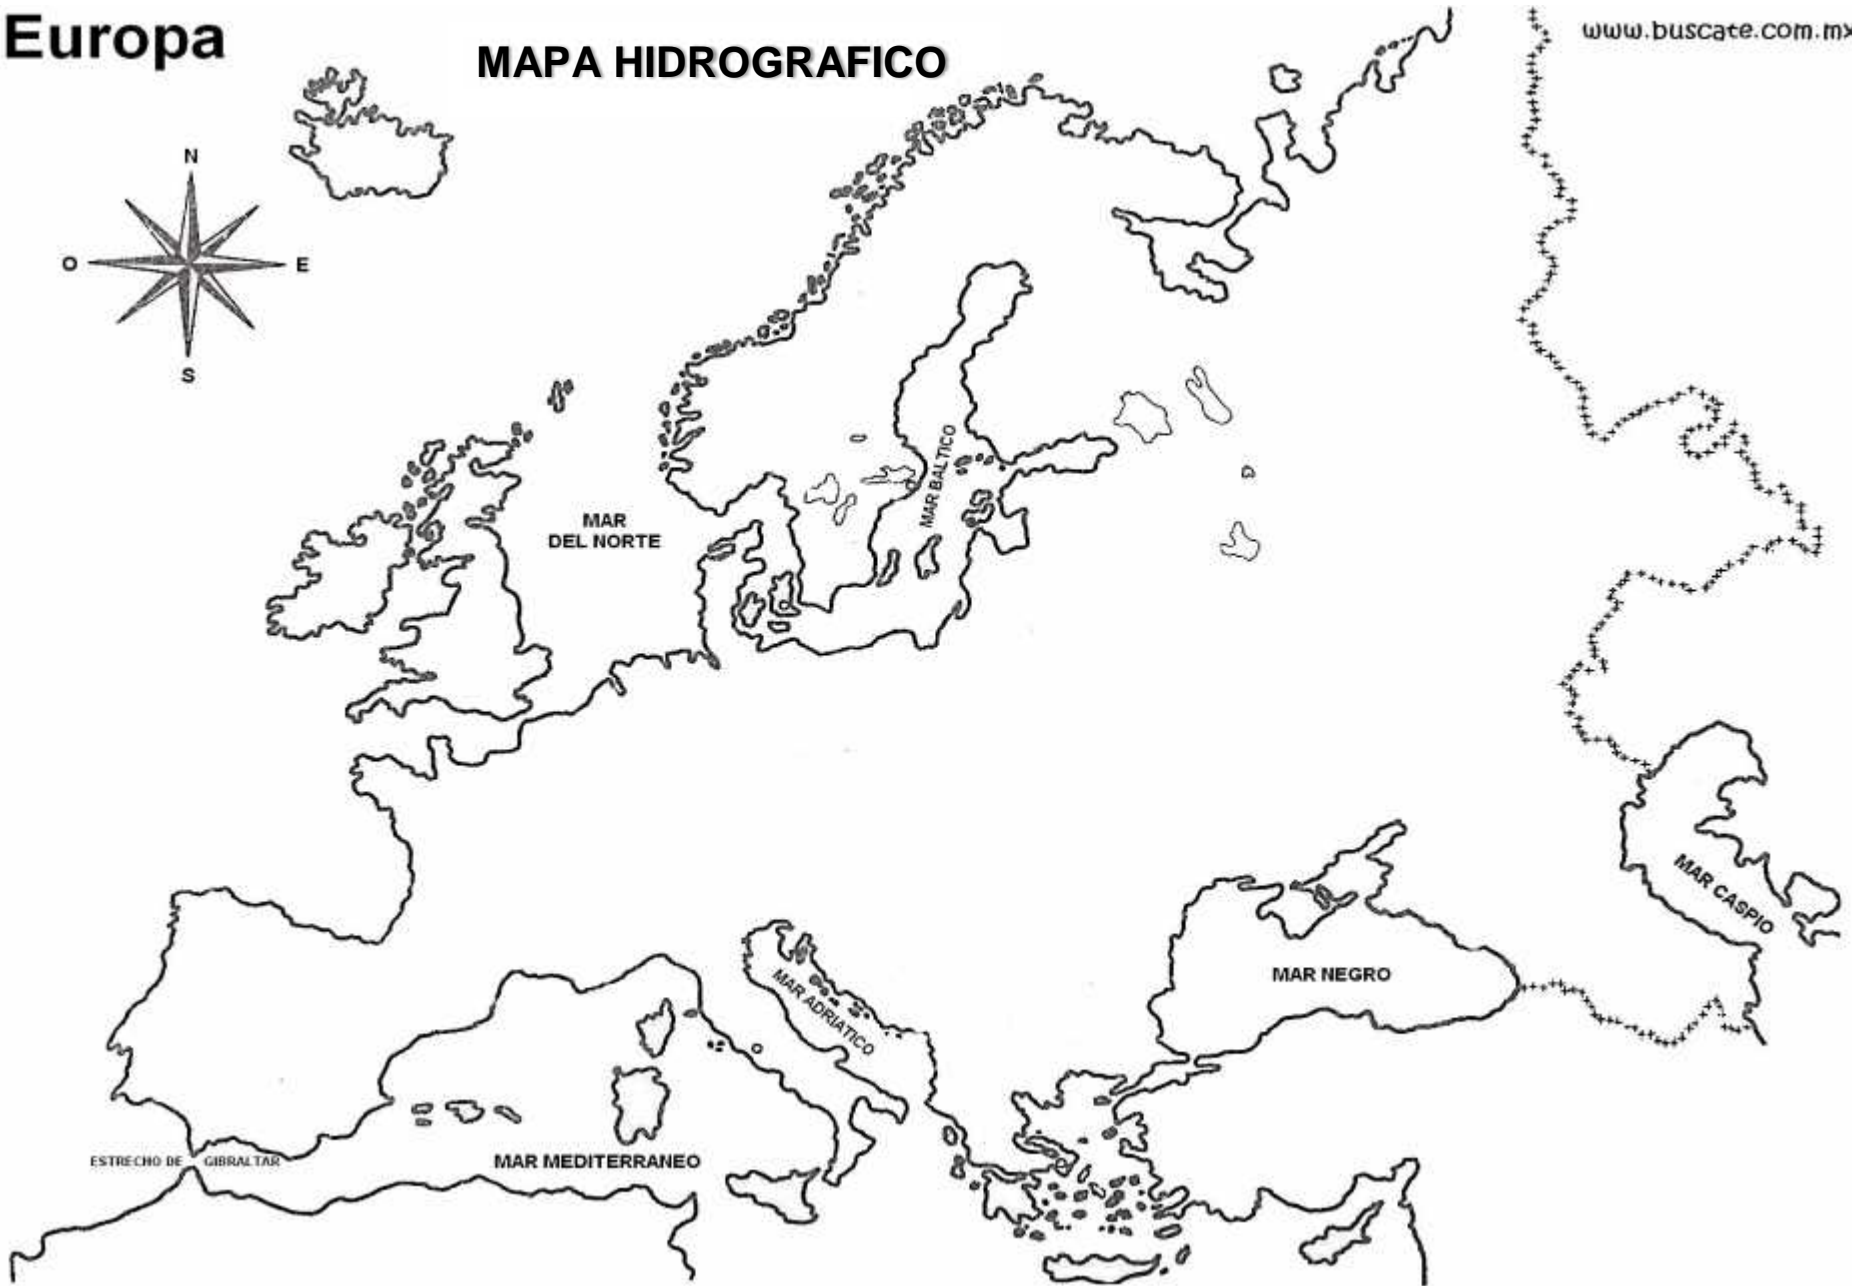 Europa
MAPA HIDROGRAFICO
www.buscate.com.mx
N
O
E
S
MAR
DEL NORTE
MAR BALTICO
MAR CASPIO
MAR NEGRO
MAR ADRIATICO
ESTRECHO DE GIBRALTAR
MAR MEDITERRANEO